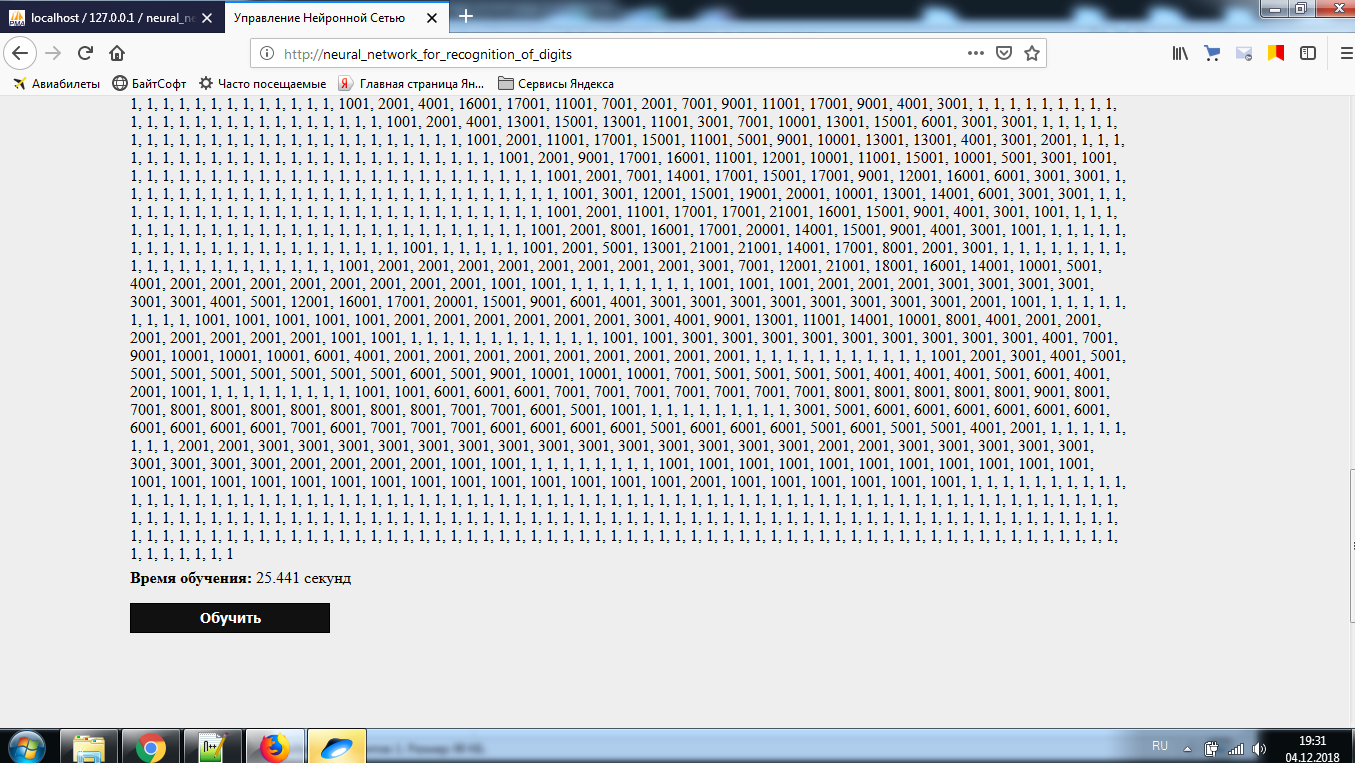 localhost / 127.0.0.1 / neural_ne
Управление Нейронной Сетью
http://neural_network_for_recognition_of_digits
Авиабилеты
БайтСофт
Часто посещаемые
Главная страница Ян...
Сервисы Яндекса
1, 1, 1, 1, 1, 1, 1, 1, 1, 1, 1, 1, 1, 1001, 2001, 4001, 16001, 17001, 11001, 7001, 2001, 7001, 9001, 11001, 17001, 9001, 4001, 3001, 1, 1, 1, 1, 1, 1, 1, 1, 1,
1, 1, 1, 1, 1, 1, 1, 1, 1, 1, 1, 1, 1, 1, 1, 1, 1001, 2001, 4001, 13001, 15001, 13001, 11001, 3001, 7001, 10001, 13001, 15001, 6001, 3001, 3001, 1, 1, 1, 1, 1,
1, 1, 1, 1, 1, 1, 1, 1, 1, 1, 1, 1, 1, 1, 1, 1, 1, 1, 1, 1, 1, 1001, 2001, 11001, 17001, 15001, 11001, 5001, 9001, 10001, 13001, 13001, 4001, 3001, 2001, 1, 1, 1,
1, 1, 1, 1, 1, 1, 1, 1, 1, 1, 1, 1, 1, 1, 1, 1, 1, 1, 1, 1, 1, 1, 1, 1001, 2001, 9001, 17001, 16001, 11001, 12001, 10001, 11001, 15001, 10001, 5001, 3001, 1001,
1, 1, 1, 1, 1, 1, 1, 1, 1, 1, 1, 1, 1, 1, 1, 1, 1, 1, 1, 1, 1, 1, 1, 1, 1, 1, 1001, 2001, 7001, 14001, 17001, 15001, 17001, 9001, 12001, 16001, 6001, 3001, 3001, 1,
1, 1, 1, 1, 1, 1, 1, 1, 1, 1, 1, 1, 1, 1, 1, 1, 1, 1, 1, 1, 1, 1, 1, 1, 1, 1, 1, 1001, 3001, 12001, 15001, 19001, 20001, 10001, 13001, 14001, 6001, 3001, 3001, 1, 1,
1, 1, 1, 1, 1, 1, 1, 1, 1, 1, 1, 1, 1, 1, 1, 1, 1, 1, 1, 1, 1, 1, 1, 1, 1, 1, 1001, 2001, 11001, 17001, 17001, 21001, 16001, 15001, 9001, 4001, 3001, 1001, 1, 1, 1,
1, 1, 1, 1, 1, 1, 1, 1, 1, 1, 1, 1, 1, 1, 1, 1, 1, 1, 1, 1, 1, 1, 1, 1, 1, 1001, 2001, 8001, 16001, 17001, 20001, 14001, 15001, 9001, 4001, 3001, 1001, 1, 1, 1, 1, 1,
1, 1, 1, 1, 1, 1, 1, 1, 1, 1, 1, 1, 1, 1, 1, 1, 1, 1001, 1, 1, 1, 1, 1, 1001, 2001, 5001, 13001, 21001, 21001, 14001, 17001, 8001, 2001, 3001, 1, 1, 1, 1, 1, 1, 1, 1,
1, 1, 1, 1, 1, 1, 1, 1, 1, 1, 1, 1, 1, 1001, 2001, 2001, 2001, 2001, 2001, 2001, 2001, 2001, 3001, 7001, 12001, 21001, 18001, 16001, 14001, 10001, 5001,
4001, 2001, 2001, 2001, 2001, 2001, 2001, 2001, 2001, 1001, 1001, 1, 1, 1, 1, 1, 1, 1, 1, 1001, 1001, 1001, 2001, 2001, 2001, 3001, 3001, 3001, 3001,
3001, 3001, 4001, 5001, 12001, 16001, 17001, 20001, 15001, 9001, 6001, 4001, 3001, 3001, 3001, 3001, 3001, 3001, 3001, 3001, 2001, 1001, 1, 1, 1, 1, 1,
1, 1, 1, 1, 1001, 1001, 1001, 1001, 1001, 2001, 2001, 2001, 2001, 2001, 2001, 3001, 4001, 9001, 13001, 11001, 14001, 10001, 8001, 4001, 2001, 2001,
2001, 2001, 2001, 2001, 2001, 1001, 1001, 1, 1, 1, 1, 1, 1, 1, 1, 1, 1, 1, 1, 1001, 1001, 3001, 3001, 3001, 3001, 3001, 3001, 3001, 3001, 3001, 4001, 7001,
9001, 10001, 10001, 10001, 6001, 4001, 2001, 2001, 2001, 2001, 2001, 2001, 2001, 2001, 2001, 1, 1, 1, 1, 1, 1, 1, 1, 1, 1, 1, 1001, 2001, 3001, 4001, 5001,
5001, 5001, 5001, 5001, 5001, 5001, 5001, 6001, 5001, 9001, 10001, 10001, 10001, 7001, 5001, 5001, 5001, 5001, 4001, 4001, 4001, 5001, 6001, 4001,
2001, 1001, 1, 1, 1, 1, 1, 1, 1, 1, 1, 1001, 1001, 6001, 6001, 6001, 7001, 7001, 7001, 7001, 7001, 7001, 7001, 8001, 8001, 8001, 8001, 8001, 9001, 8001,
7001, 8001, 8001, 8001, 8001, 8001, 8001, 8001, 7001, 7001, 6001, 5001, 1001, 1, 1, 1, 1, 1, 1, 1, 1, 1, 3001, 5001, 6001, 6001, 6001, 6001, 6001, 6001,
6001, 6001, 6001, 6001, 7001, 6001, 7001, 7001, 7001, 6001, 6001, 6001, 6001, 5001, 6001, 6001, 6001, 5001, 6001, 5001, 5001, 4001, 2001, 1, 1, 1, 1, 1,
1, 1, 1, 2001, 2001, 3001, 3001, 3001, 3001, 3001, 3001, 3001, 3001, 3001, 3001, 3001, 3001, 3001, 3001, 2001, 2001, 3001, 3001, 3001, 3001, 3001,
3001, 3001, 3001, 3001, 2001, 2001, 2001, 2001, 1001, 1001, 1, 1, 1, 1, 1, 1, 1, 1, 1001, 1001, 1001, 1001, 1001, 1001, 1001, 1001, 1001, 1001, 1001,
1001, 1001, 1001, 1001, 1001, 1001, 1001, 1001, 1001, 1001, 1001, 1001, 1001, 1001, 2001, 1001, 1001, 1001, 1001, 1001, 1001, 1, 1, 1, 1, 1, 1, 1, 1, 1, 1,
1, 1, 1, 1, 1, 1, 1, 1, 1, 1, 1, 1, 1, 1, 1, 1, 1, 1, 1, 1, 1, 1, 1, 1, 1, 1, 1, 1, 1, 1, 1, 1, 1, 1, 1, 1, 1, 1, 1, 1, 1, 1, 1, 1, 1, 1, 1, 1, 1, 1, 1, 1, 1, 1, 1, 1, 1, 1, 1, 1, 1, 1,
1, 1, 1, 1, 1, 1, 1, 1, 1, 1, 1, 1, 1, 1, 1, 1, 1, 1, 1, 1, 1, 1, 1, 1, 1, 1, 1, 1, 1, 1, 1, 1, 1, 1, 1, 1, 1, 1, 1, 1, 1, 1, 1, 1, 1, 1, 1, 1, 1, 1, 1, 1, 1, 1, 1, 1, 1, 1, 1, 1, 1, 1,
1, 1, 1, 1, 1, 1, 1, 1, 1, 1, 1, 1, 1, 1, 1, 1, 1, 1, 1, 1, 1, 1, 1, 1, 1, 1, 1, 1, 1, 1, 1, 1, 1, 1, 1, 1, 1, 1, 1, 1, 1, 1, 1, 1, 1, 1, 1, 1, 1, 1, 1, 1, 1, 1, 1, 1, 1, 1, 1, 1, 1, 1,
1, 1, 1, 1, 1, 1, 1
Время обучения: 25.441 секунд
Обучить
RU
19:31
04.12.2018